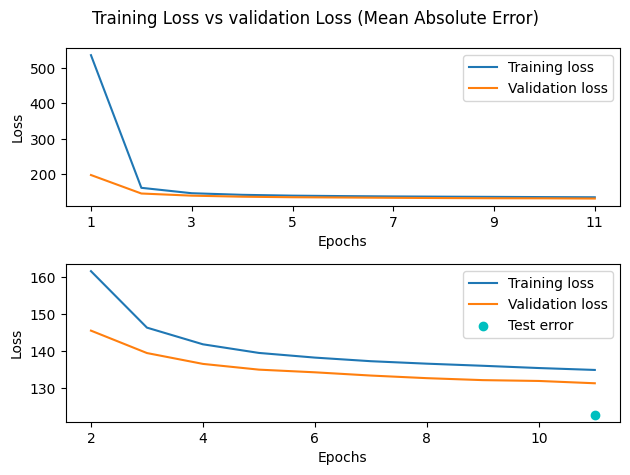 Training Loss vs validation Loss (Mean Absolute Error)
500
400
300
200
Loss
Training loss
Validation loss
1 3 5 7 9 11
Epochs
160
150
140
130
Loss
Training loss
Validation loss
Test error
2 4 6 8 10
Epochs